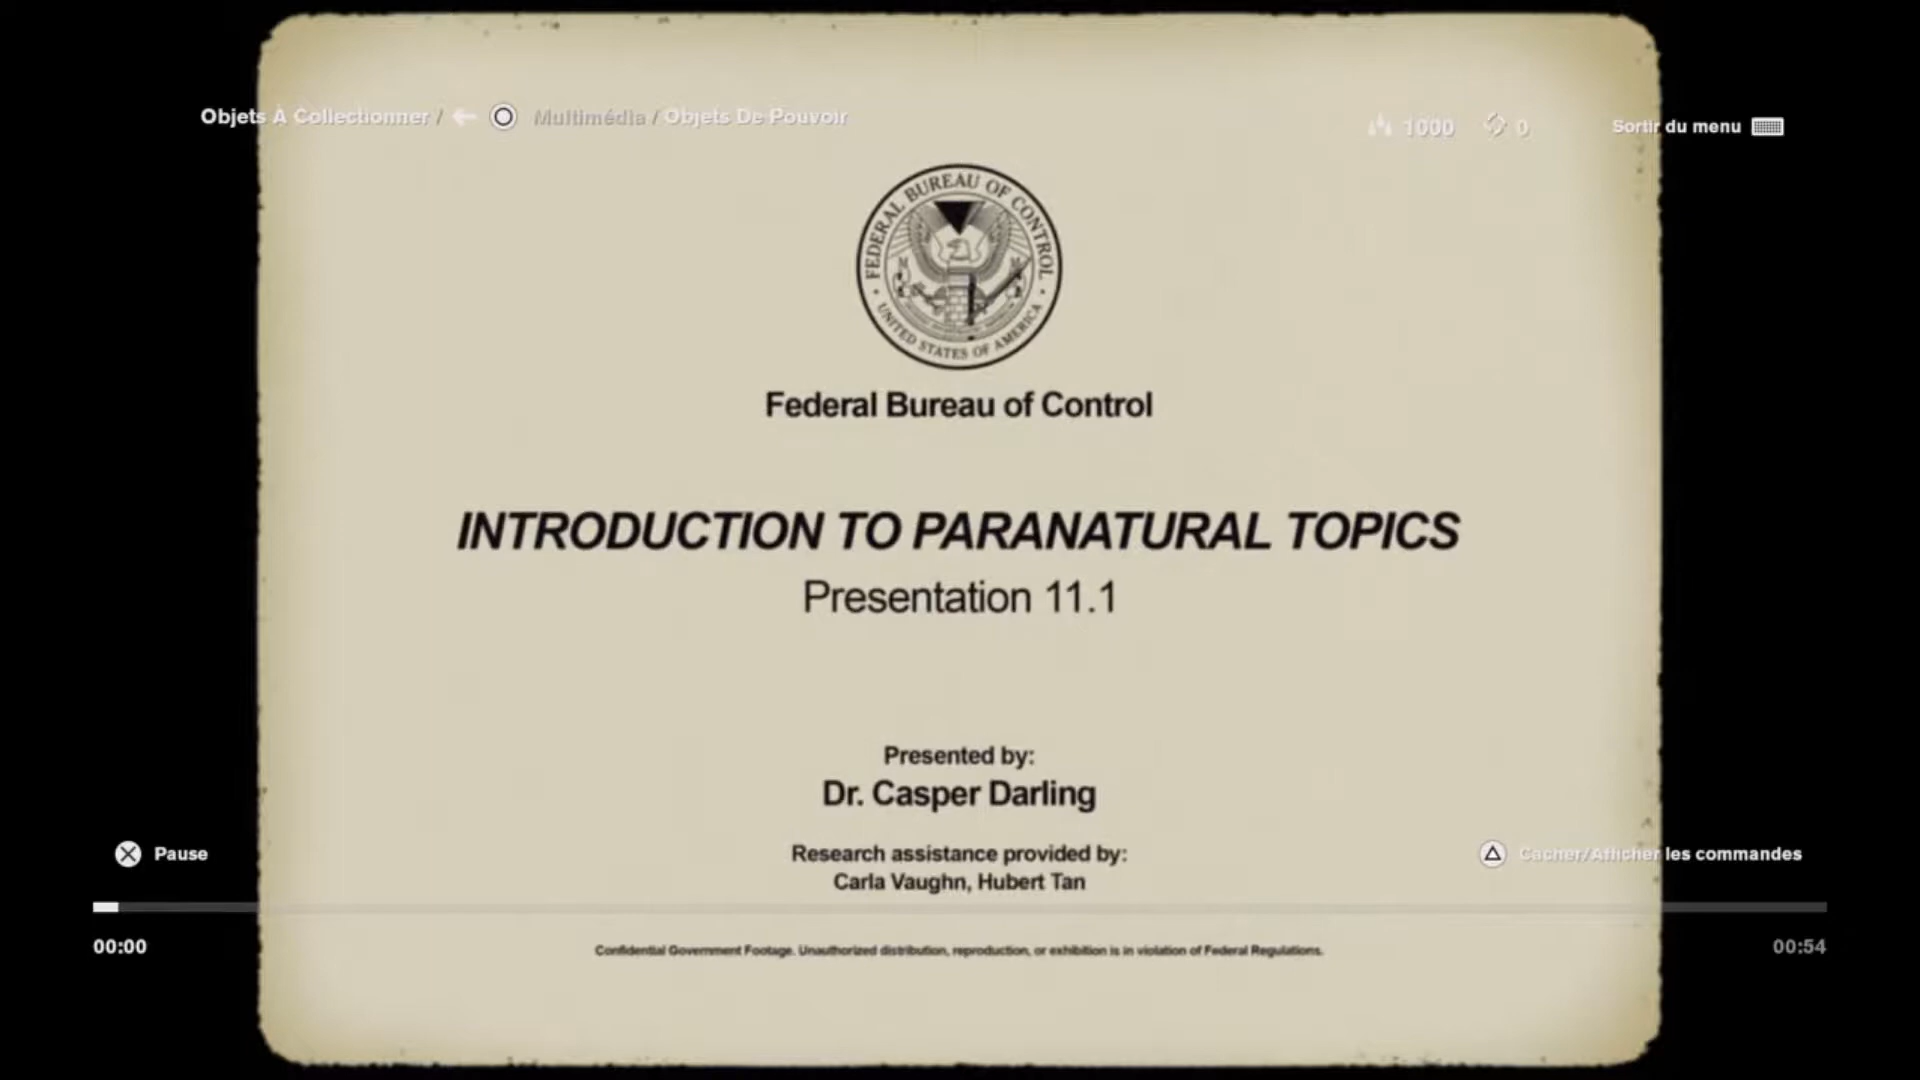 Objets À Collectionner / Multimédia / Objets De Pouvoir
1000 0 Sortir du menu
FEDERAL BUREAU OF CONTROL
UNITED STATES OF AMERICA
Federal Bureau of Control
INTRODUCTION TO PARANATURAL TOPICS
Presentation 11.1
Presented by:
Dr. Casper Darling
Pause
Cacher/Afficher les commandes
Research assistance provided by:
Carla Vaughn, Hubert Tan
00:00
00:54
Confidential Government Footage. Unauthorized distribution, reproduction, or exhibition is in violation of Federal Regulations.